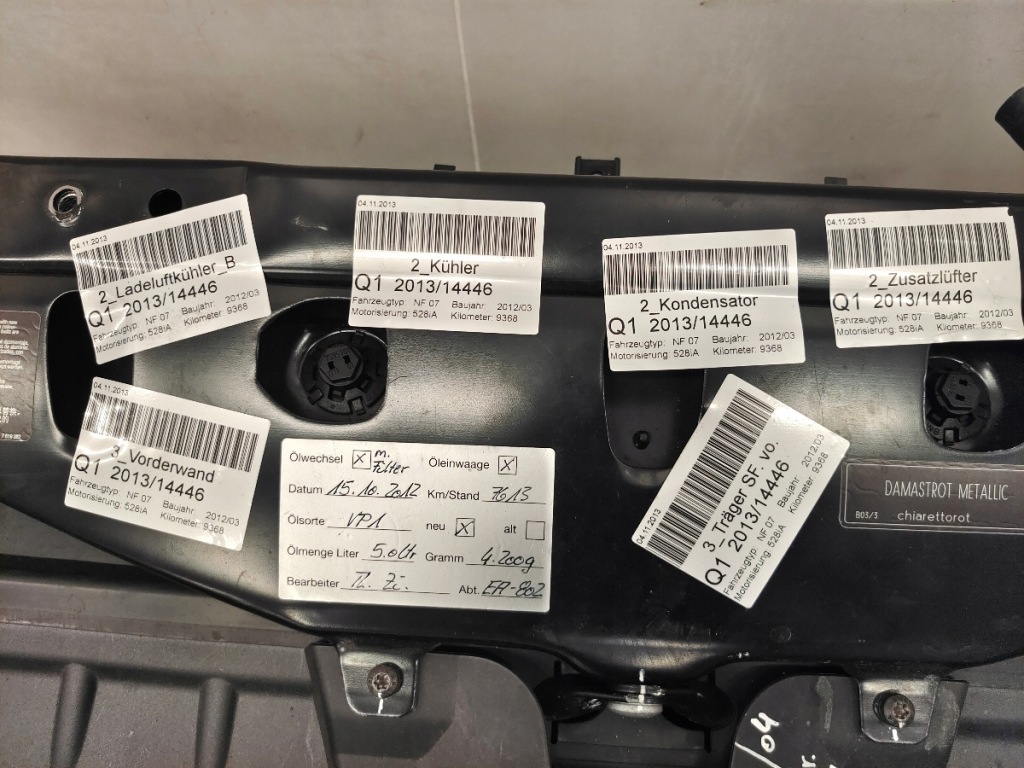 04.11.2013
2_Ladeluftkühler_B
Q1 2013/14446
Fahrzeugtyp: NF 07 Baujahr: 2012/03
Motorisierung: 528iA Kilometer: 9368
04.11.2013
2_Kühler
Q1 2013/14446
Fahrzeugtyp: NF 07 Baujahr: 2012/03
Motorisierung: 528iA Kilometer: 9368
04.11.2013
2_Kondensator
Q1 2013/14446
Fahrzeugtyp: NF 07 Baujahr: 2012/03
Motorisierung: 528iA Kilometer: 9368
04.11.2013
2_Zusatzlüfter
Q1 2013/14446
Fahrzeugtyp: NF 07 Baujahr: 2012/03
Motorisierung: 528iA Kilometer: 9368
04.11.2013
3_Vorderwand
Q1 2013/14446
Fahrzeugtyp: NF 07 Baujahr: 2012/03
Motorisierung: 528iA Kilometer: 9368
Ölwechsel m. Filter Öleinwaage
Datum 15.10.2012 Km/Stand 7613
Ölsorte VP1 neu alt
Ölmenge Liter 5.0ltr Gramm 4.200g
Bearbeiter Abt. EA-802
04.11.2013
3_Träger SF. vo.
Q1 2013/14446
Fahrzeugtyp: NF 07 Baujahr 2012/03
Motorisierung: 528iA Kilometer: 9368
DAMASTROT METALLIC
B03/3 chiarettorot
/04